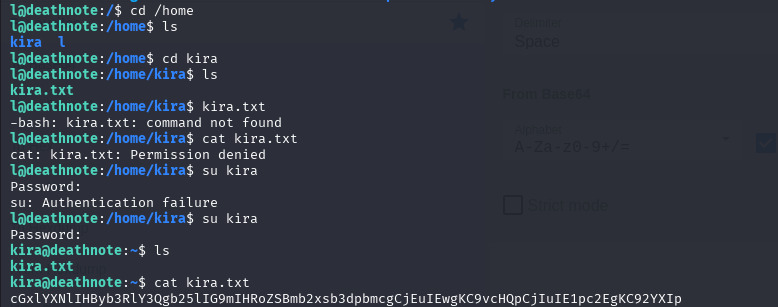 l@deathnote:/$ cd /home
l@deathnote:/home$ ls
kira  l
l@deathnote:/home$ cd kira
l@deathnote:/home/kira$ ls
kira.txt
l@deathnote:/home/kira$ kira.txt
-bash: kira.txt: command not found
l@deathnote:/home/kira$ cat kira.txt
cat: kira.txt: Permission denied
l@deathnote:/home/kira$ su kira
Password:
su: Authentication failure
l@deathnote:/home/kira$ su kira
Password:
kira@deathnote:~$ ls
kira.txt
kira@deathnote:~$ cat kira.txt
cGxlYXNlIHByb3RlY3Qgb25lIG9mIHRoZSBmb2xsb3dpbmcgCjEuIEwgKC9vcHQpCjIuIE1pc2EgKC92YXIp
Delimiter
Space
From Base64
Alphabet
A-Za-z0-9+/=
Strict mode